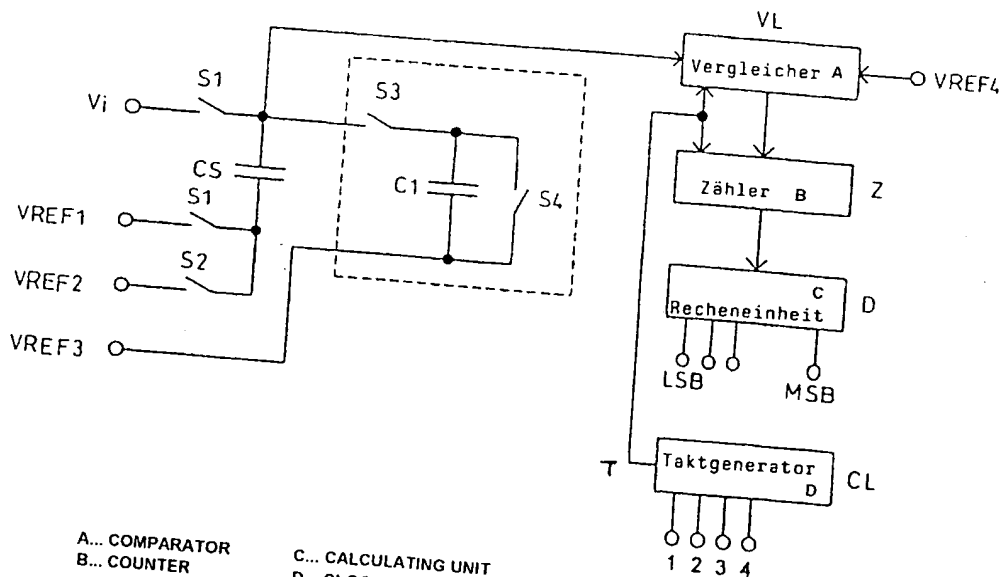 VL
Vergleicher A
VREF4
S1
Vi
S3
CS
C1
S4
Zähler B
Z
S1
VREF1
S2
VREF2
C
Recheneinheit
D
VREF3
LSB
MSB
T
Taktgenerator
D
CL
1 2 3 4
A... COMPARATOR
B... COUNTER
C... CALCULATING UNIT